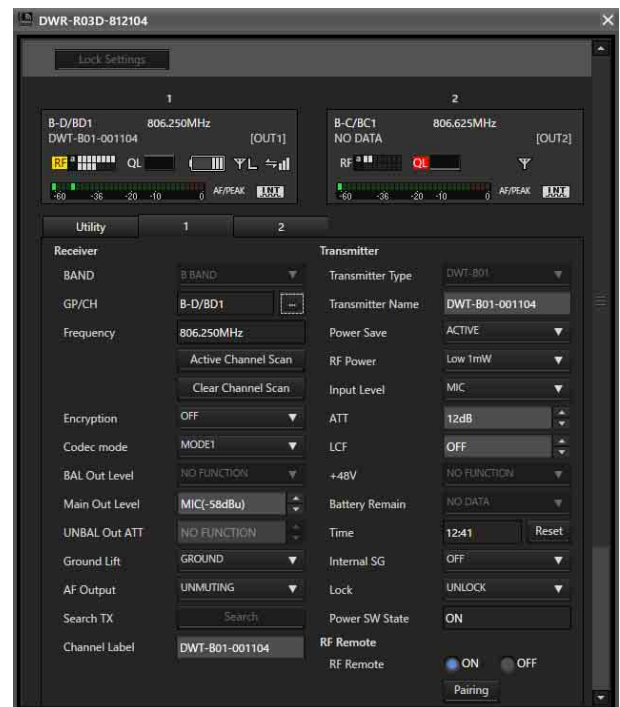 DWR-R03D-812104
Lock Settings
1
B-D/BD1 806.250MHz
DWT-B01-001104 [OUT1]
RF a QL
-60 -36 -20 -10 0 AF/PEAK INT
2
B-C/BC1 806.625MHz
NO DATA [OUT2]
RF a QL
-60 -36 -20 -10 0 AF/PEAK INT
Utility 1 2
Receiver
BAND B BAND
GP/CH B-D/BD1 ...
Frequency 806.250MHz
Active Channel Scan
Clear Channel Scan
Encryption OFF
Codec mode MODE1
BAL Out Level NO FUNCTION
Main Out Level MIC(-58dBu)
UNBAL Out ATT NO FUNCTION
Ground Lift GROUND
AF Output UNMUTING
Search TX Search
Channel Label DWT-B01-001104
Transmitter
Transmitter Type DWT-B01
Transmitter Name DWT-B01-001104
Power Save ACTIVE
RF Power Low 1mW
Input Level MIC
ATT 12dB
LCF OFF
+48V NO FUNCTION
Battery Remain NO DATA
Time 12:41 Reset
Internal SG OFF
Lock UNLOCK
Power SW State ON
RF Remote
RF Remote ON OFF
Pairing